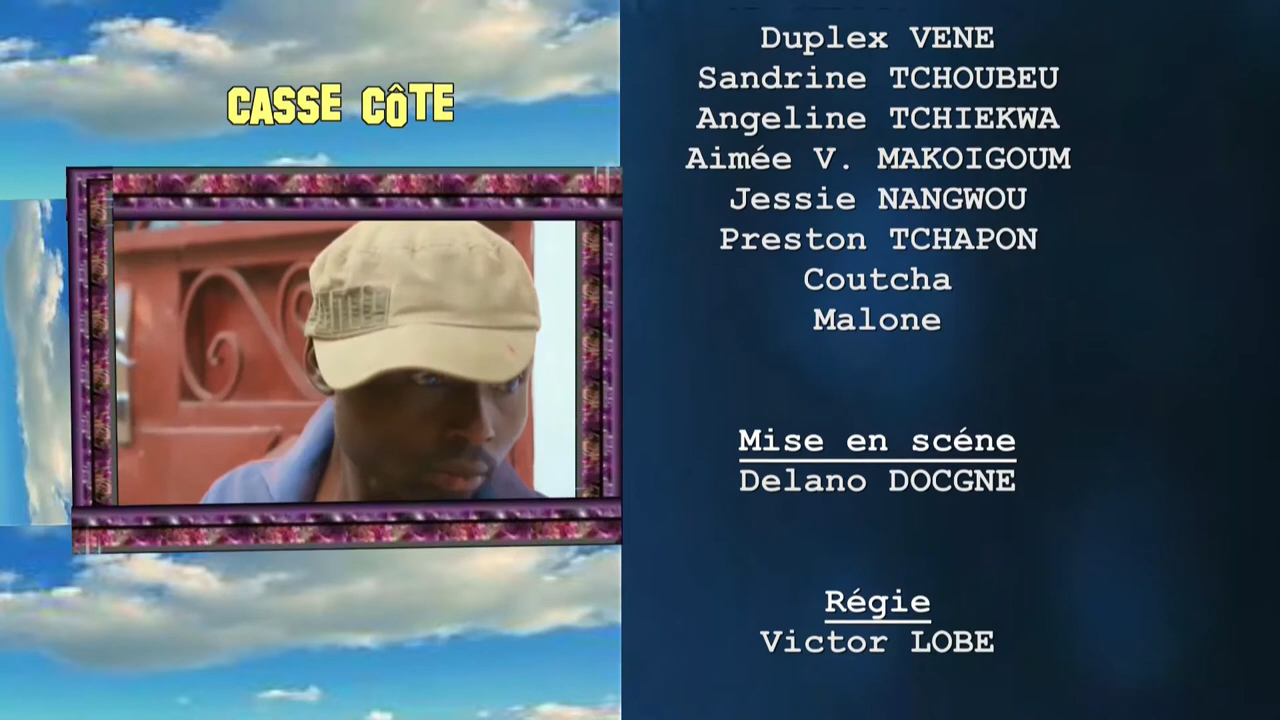 CASSE CÔTE
Duplex VENE
Sandrine TCHOUBEU
Angeline TCHIEKWA
Aimée V. MAKOIGOUM
Jessie NANGWOU
Preston TCHAPON
Coutcha
Malone
Mise en scéne
Delano DOCGNE
Régie
Victor LOBE